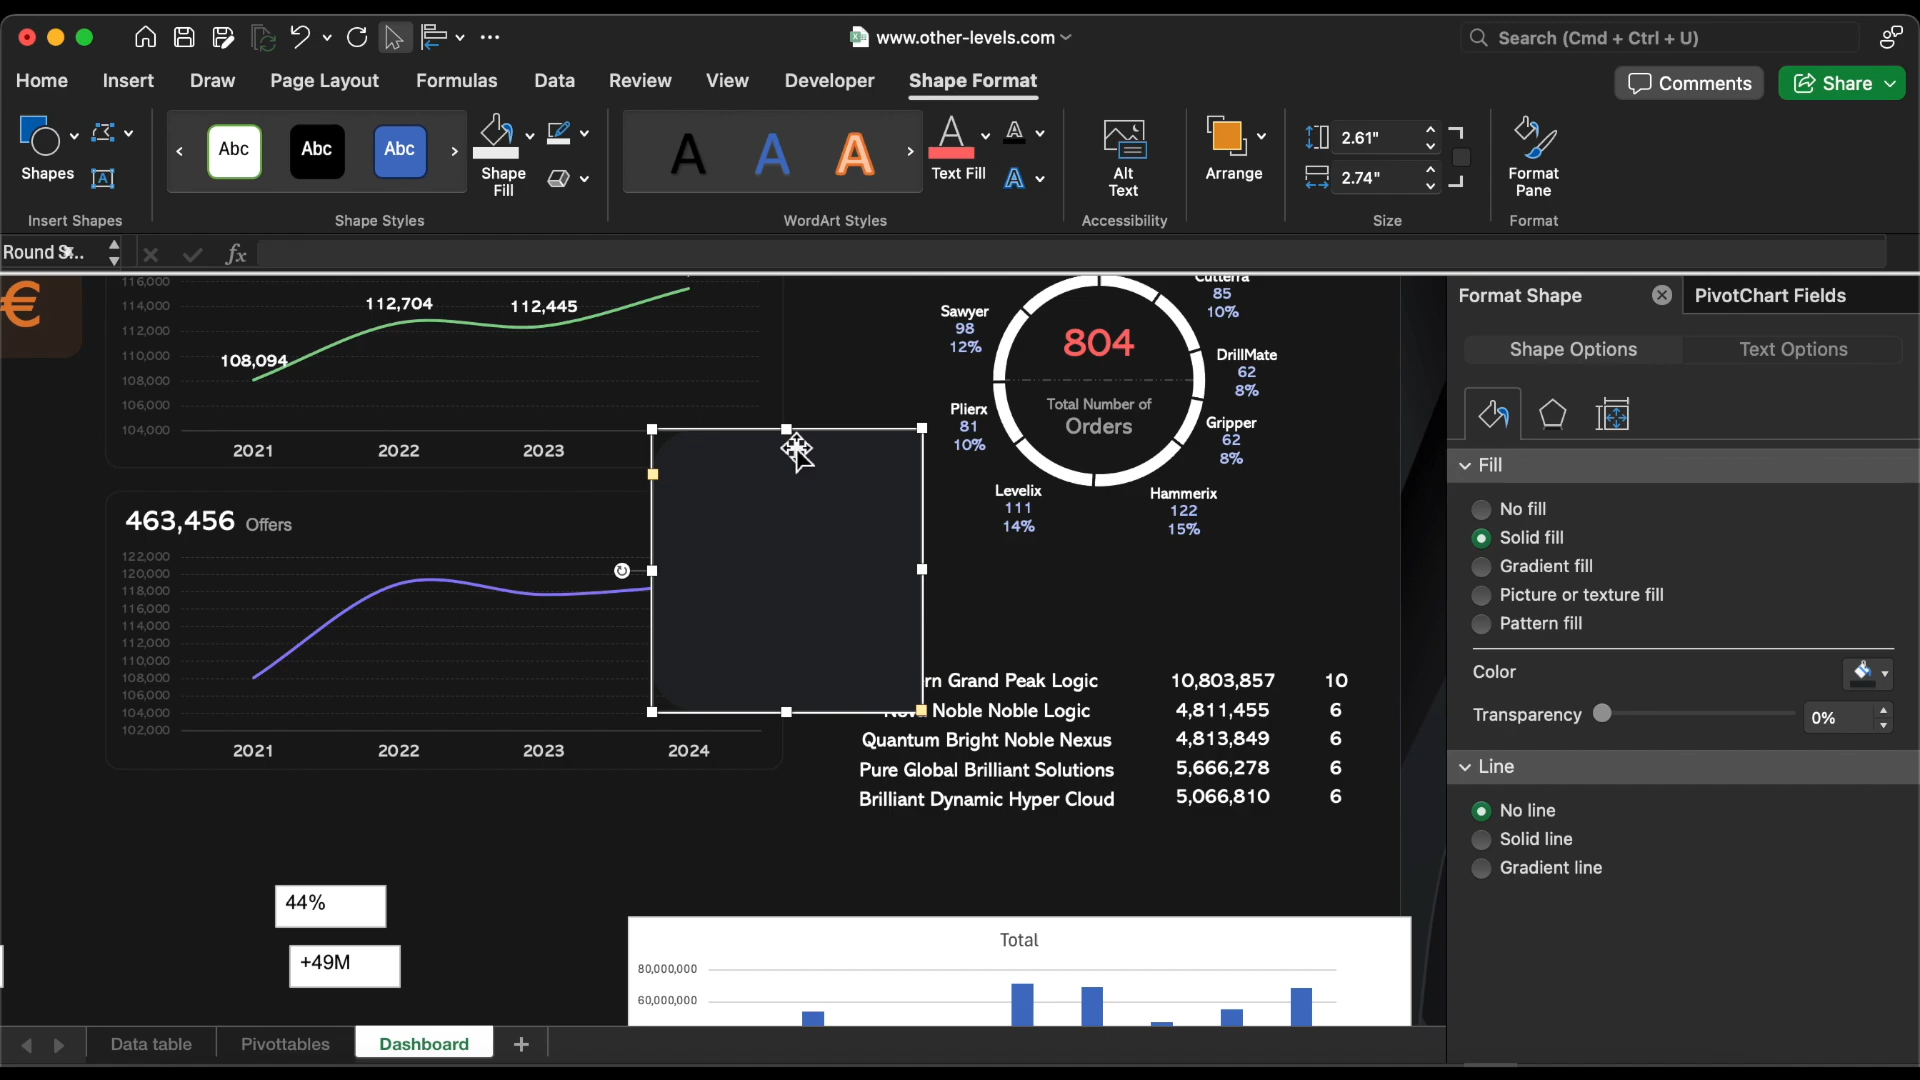 www.other-levels.com
Search (Cmd + Ctrl + U)
Home Insert Draw Page Layout Formulas Data Review View Developer Shape Format
Comments Share
Abc Abc Abc
A A A
2.61"
2.74"
Shapes
Shape Fill
Text Fill
Alt Text
Arrange
Format Pane
Insert Shapes Shape Styles WordArt Styles Accessibility Size Format
Round S... fx
€
116,000
114,000
112,000
110,000
108,000
106,000
104,000
108,094 112,704 112,445
2021 2022 2023
463,456 Offers
122,000
120,000
118,000
116,000
114,000
112,000
110,000
108,000
106,000
104,000
102,000
2021 2022 2023 2024
Cutterra
85
10%
Sawyer
98
12%
804
Total Number of
Orders
DrillMate
62
8%
Plierx
81
10%
Gripper
62
8%
Levelix
111
14%
Hammerix
122
15%
rn Grand Peak Logic 10,803,857 10
Noble Noble Logic 4,811,455 6
Quantum Bright Noble Nexus 4,813,849 6
Pure Global Brilliant Solutions 5,666,278 6
Brilliant Dynamic Hyper Cloud 5,066,810 6
44%
+49M
Total
80,000,000
60,000,000
Data table Pivottables Dashboard
Format Shape PivotChart Fields
Shape Options Text Options
Fill
No fill
Solid fill
Gradient fill
Picture or texture fill
Pattern fill
Color
Transparency 0%
Line
No line
Solid line
Gradient line